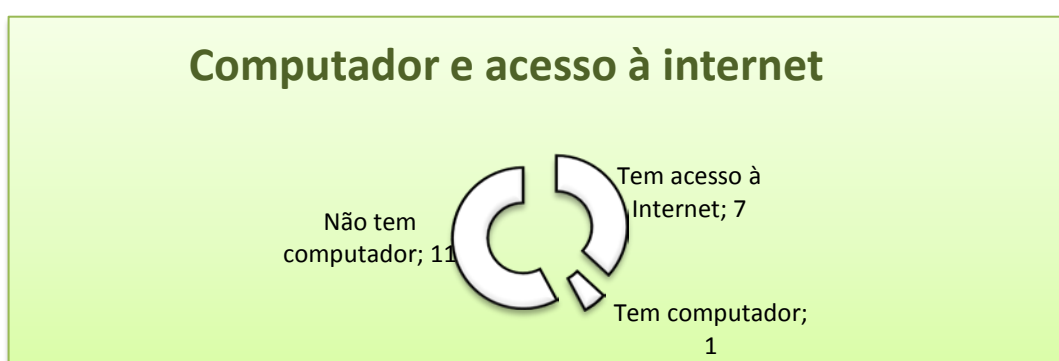 Computador e acesso à internet
Tem acesso à
Internet; 7
Não tem
computador; 11
Tem computador;
1